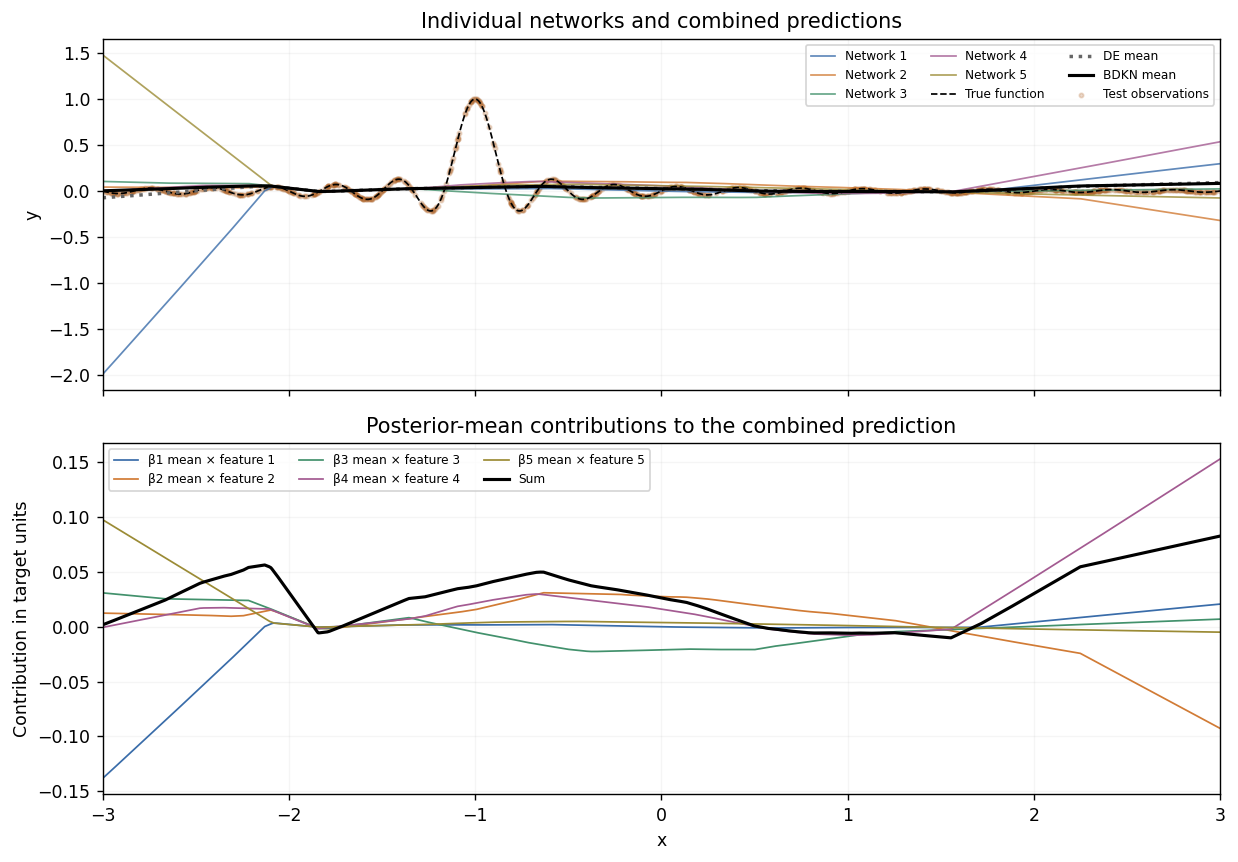 Individual networks and combined predictions
1.5
1.0
0.5
0.0
−0.5
−1.0
−1.5
−2.0
y
Network 1
Network 2
Network 3
Network 4
Network 5
True function
DE mean
BDKN mean
Test observations
Posterior-mean contributions to the combined prediction
0.15
0.10
0.05
0.00
−0.05
−0.10
−0.15
Contribution in target units
β1 mean × feature 1
β2 mean × feature 2
β3 mean × feature 3
β4 mean × feature 4
β5 mean × feature 5
Sum
−3 −2 −1 0 1 2 3
x